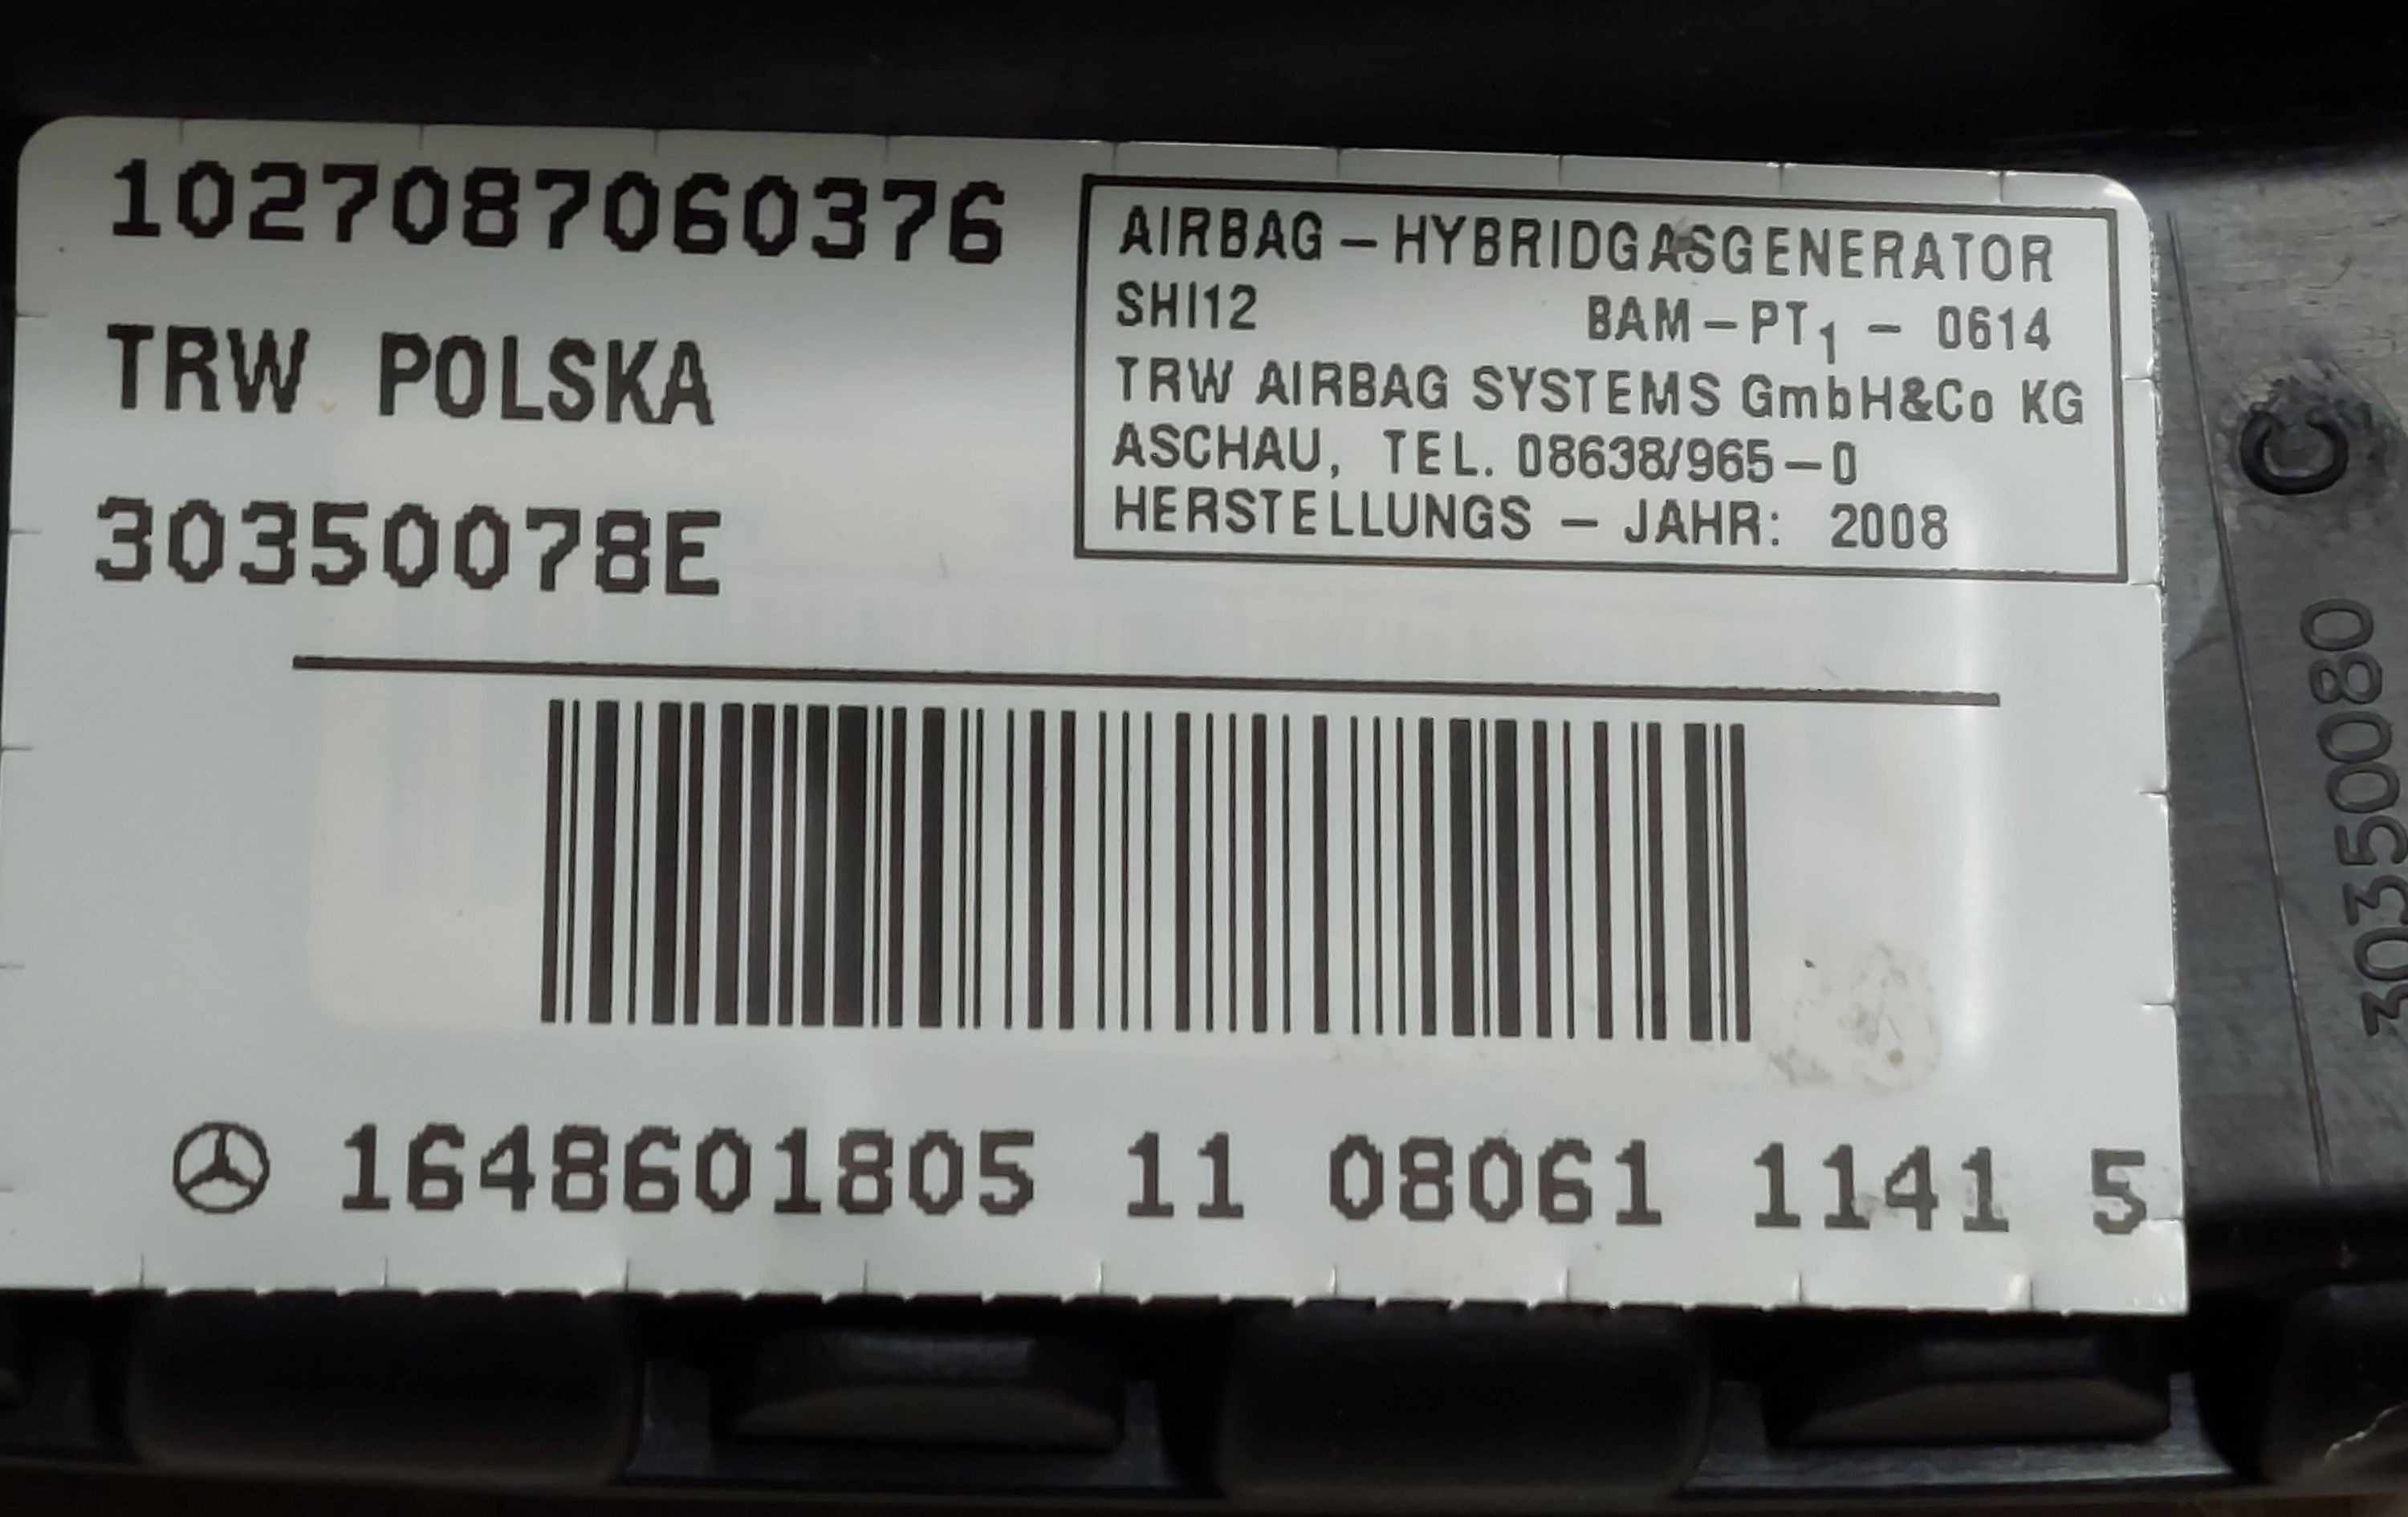 1027087060376
TRW POLSKA
30350078E
AIRBAG – HYBRIDGASGENERATOR
SHI12 BAM – PT1 – 0614
TRW AIRBAG SYSTEMS GmbH&Co KG
ASCHAU, TEL. 08638/965–0
HERSTELLUNGS – JAHR: 2008
1648601805 11 08061 1141 5
C
30350080